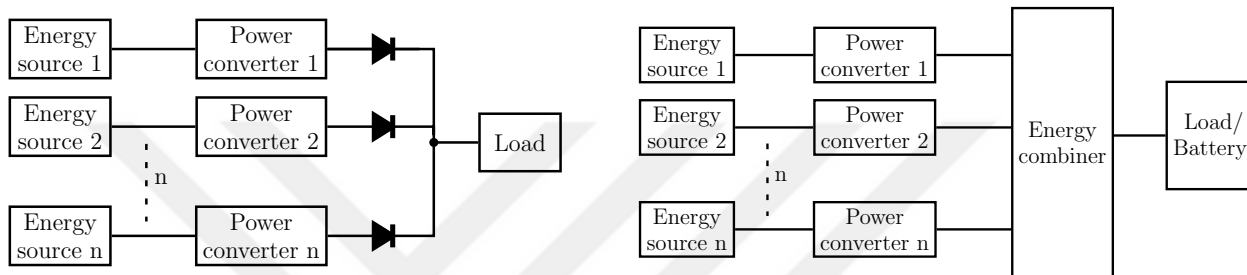 Energy
source 1
Power
converter 1
Energy
source 2
Power
converter 2
n
Energy
source n
Power
converter n
Load
Energy
source 1
Power
converter 1
Energy
source 2
Power
converter 2
n
Energy
source n
Power
converter n
Energy
combiner
Load/
Battery